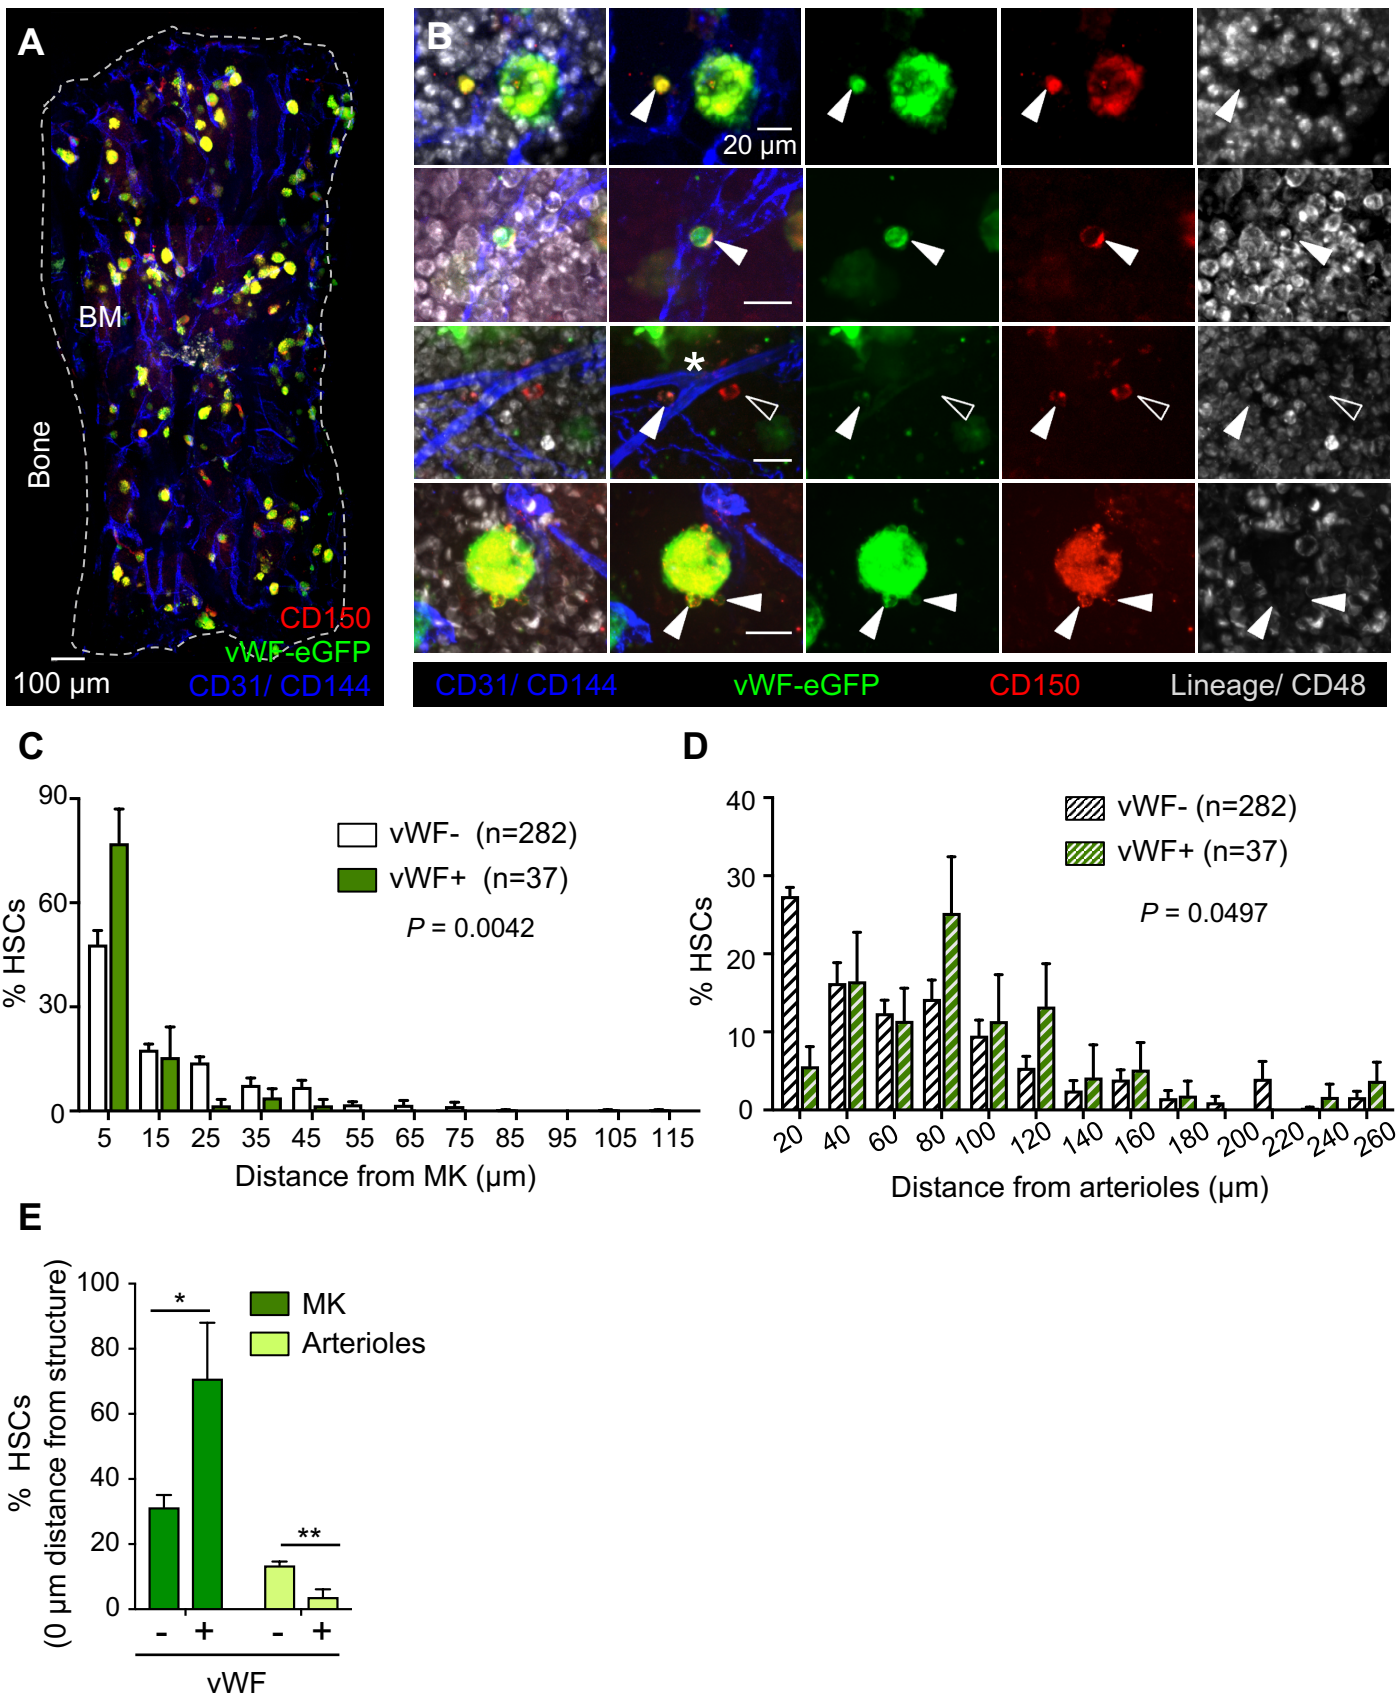 A
BM
Bone
CD150
vWF-eGFP
CD31/ CD144
100 μm
B
20 μm
*
CD31/ CD144 vWF-eGFP CD150 Lineage/ CD48
C
90
60
30
0
% HSCs
vWF- (n=282)
vWF+ (n=37)
P = 0.0042
5 15 25 35 45 55 65 75 85 95 105 115
Distance from MK (μm)
D
40
30
20
10
0
% HSCs
vWF- (n=282)
vWF+ (n=37)
P = 0.0497
20 40 60 80 100 120 140 160 180 200 220 240 260
Distance from arterioles (μm)
E
100
80
60
40
20
0
% HSCs
(0 μm distance from structure)
MK
Arterioles
*
**
- + - +
vWF